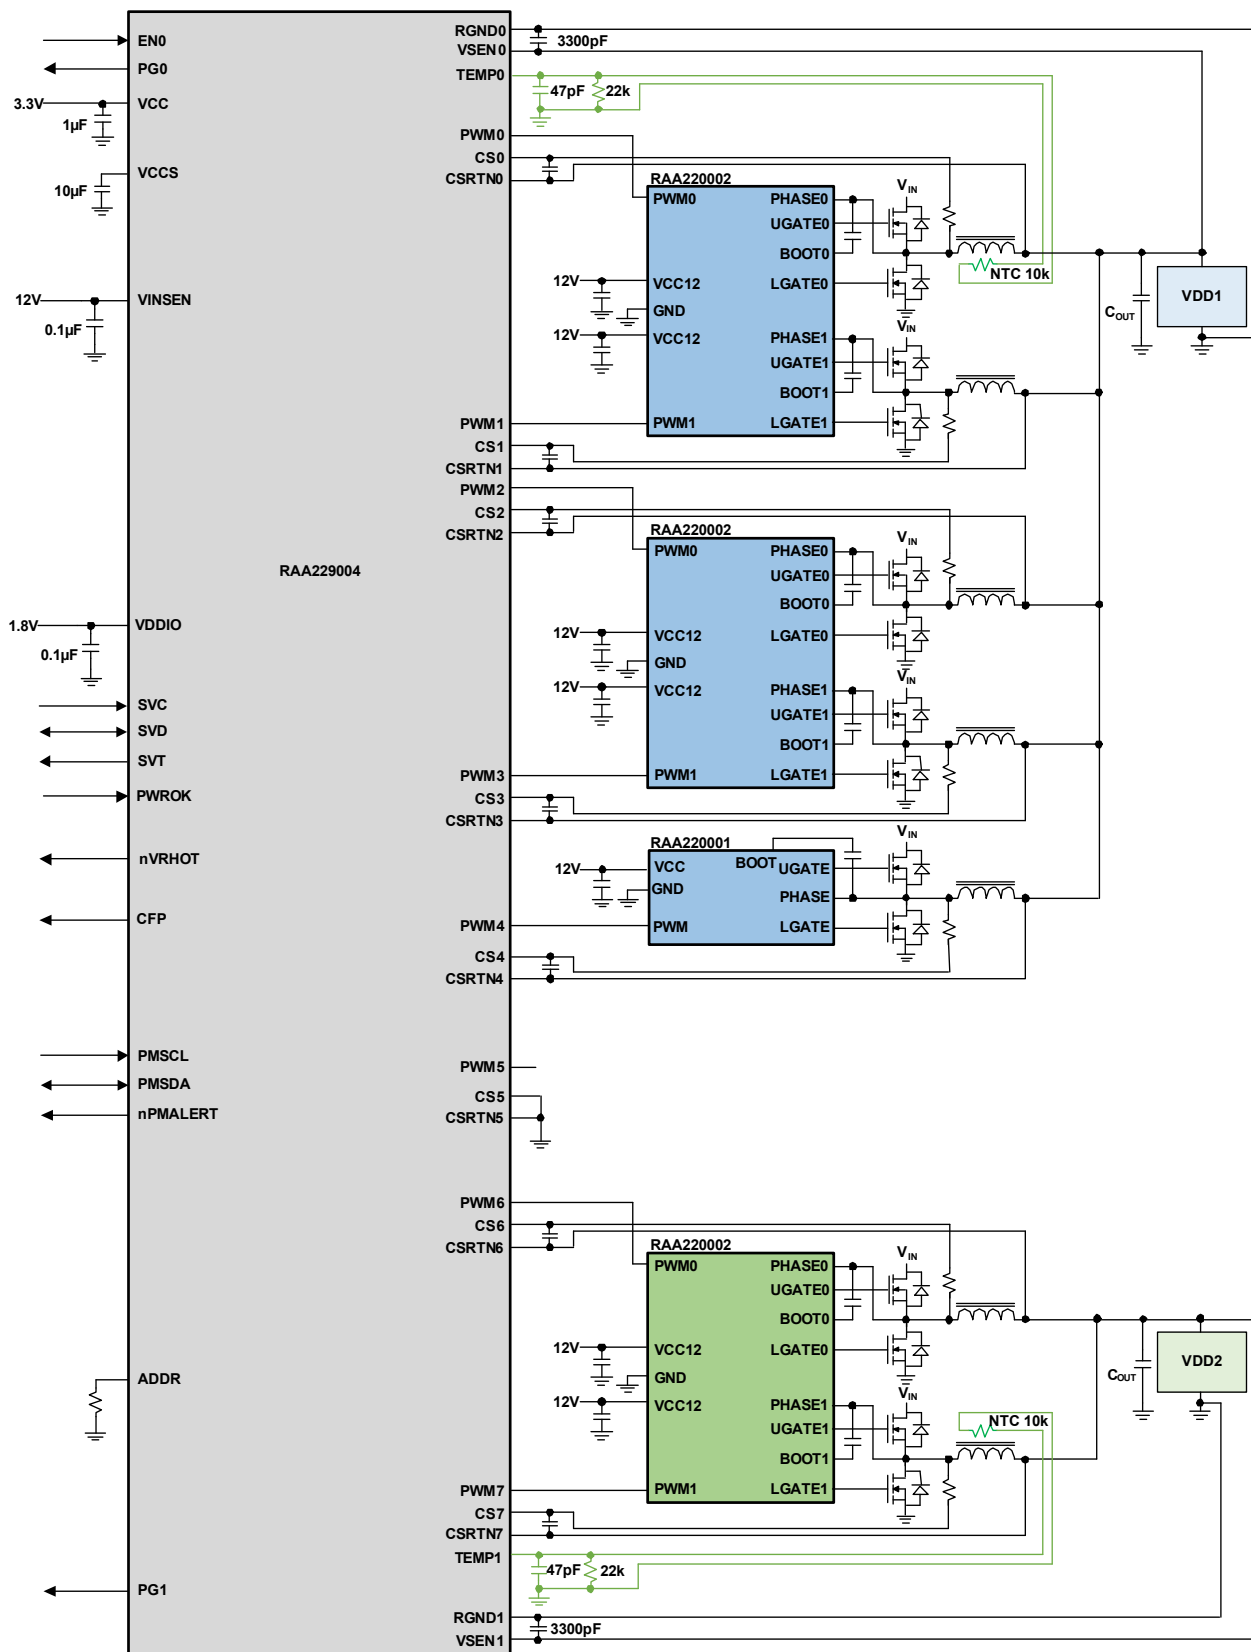 RGND0
EN0
3300pF
VSEN0
PG0
TEMP0
3.3V
VCC
47pF
22k
1µF
PWM0
CS0
VCCS
CSRTN0
10µF
RAA220002
VIN
PWM0
PHASE0
UGATE0
BOOT0
NTC 10k
12V
VCC12
LGATE0
12V
VINSEN
VDD1
GND
COUT
0.1µF
12V
VCC12
PHASE1
VIN
UGATE1
BOOT1
PWM1
PWM1
LGATE1
CS1
CSRTN1
PWM2
CS2
CSRTN2
RAA220002
VIN
PWM0
PHASE0
RAA229004
UGATE0
BOOT0
1.8V
VDDIO
12V
VCC12
LGATE0
0.1µF
GND
VIN
12V
VCC12
PHASE1
SVC
UGATE1
SVD
BOOT1
SVT
PWM3
PWM1
LGATE1
PWROK
CS3
CSRTN3
VIN
RAA220001
nVRHOT
BOOT
12V
VCC
UGATE
GND
PHASE
CFP
PWM4
PWM
LGATE
CS4
CSRTN4
PMSCL
PWM5
PMSDA
CS5
nPMALERT
CSRTN5
PWM6
CS6
CSRTN6
RAA220002
VIN
PWM0
PHASE0
UGATE0
BOOT0
12V
VCC12
LGATE0
VDD2
ADDR
GND
COUT
VIN
12V
VCC12
PHASE1
NTC 10k
UGATE1
BOOT1
PWM7
PWM1
LGATE1
CS7
CSRTN7
TEMP1
47pF
22k
PG1
RGND1
3300pF
VSEN1